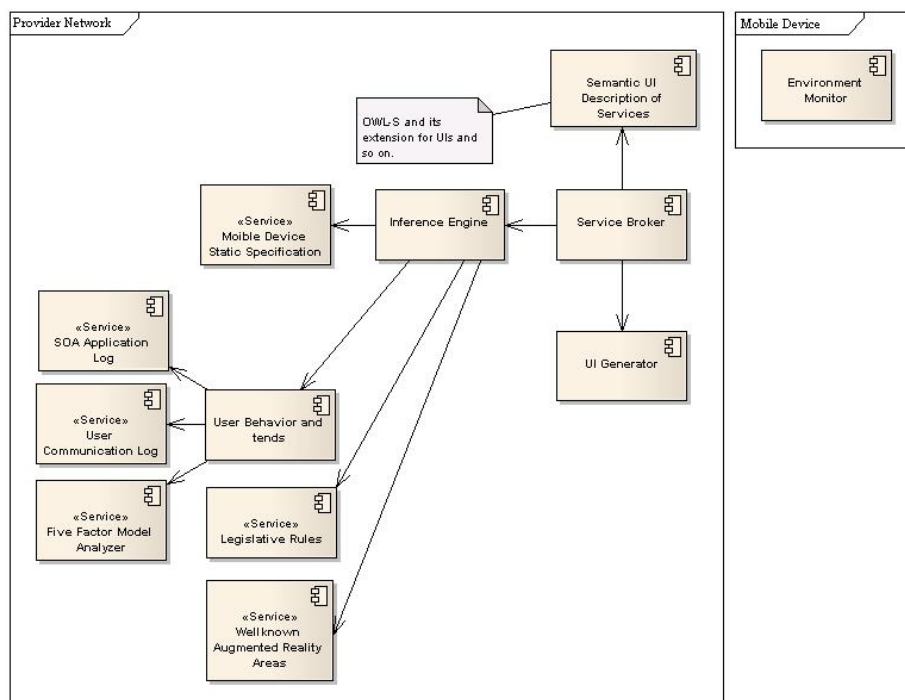 Provider Network
Mobile Device
Semantic UI
Description of
Services
Environment
Monitor
OWL-S and its
extension for UIs and
so on.
«Service»
Moible Device
Static Specification
Inference Engine
Service Broker
«Service»
SOA Application
Log
UI Generator
«Service»
User
Communication Log
User Behavior and
tends
«Service»
Five Factor Model
Analyzer
«Service»
Legislative Rules
«Service»
Wellknown
Augmented Reality
Areas